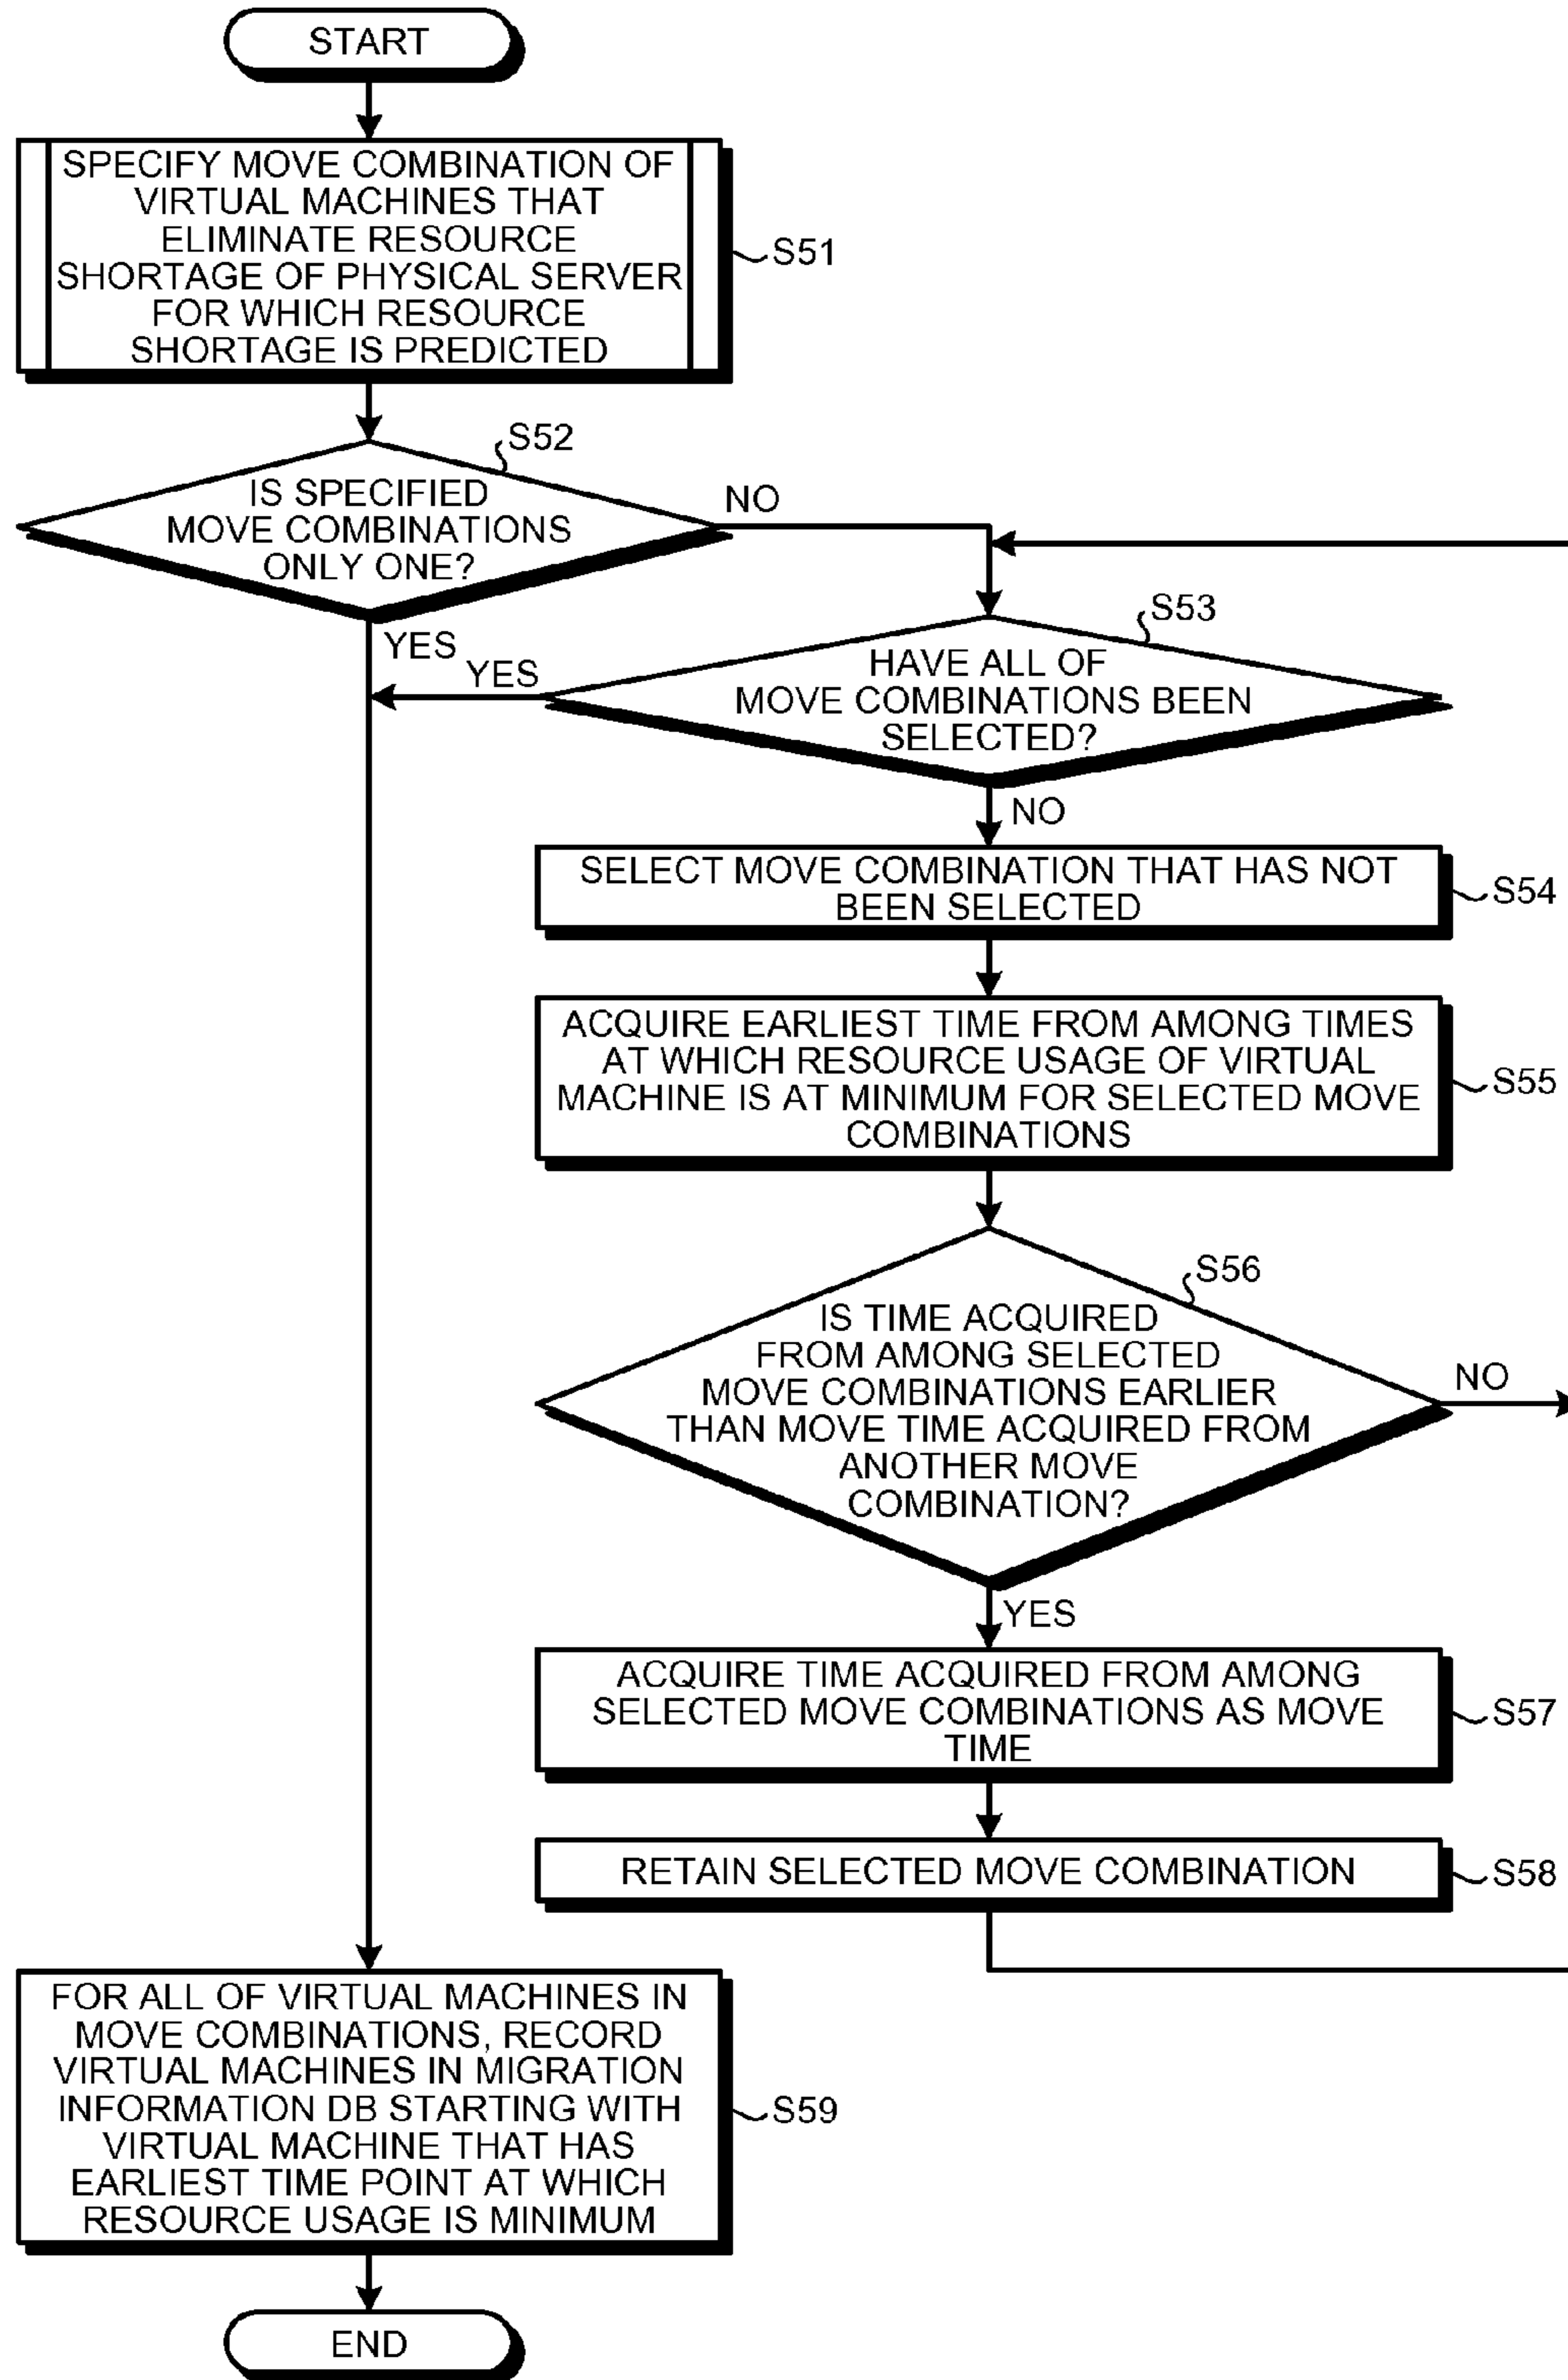 START
SPECIFY MOVE COMBINATION OF
VIRTUAL MACHINES THAT
ELIMINATE RESOURCE
SHORTAGE OF PHYSICAL SERVER
FOR WHICH RESOURCE
SHORTAGE IS PREDICTED
S51
S52
IS SPECIFIED
MOVE COMBINATIONS
ONLY ONE?
NO
YES
S53
HAVE ALL OF
MOVE COMBINATIONS BEEN
SELECTED?
YES
NO
SELECT MOVE COMBINATION THAT HAS NOT
BEEN SELECTED
S54
ACQUIRE EARLIEST TIME FROM AMONG TIMES
AT WHICH RESOURCE USAGE OF VIRTUAL
MACHINE IS AT MINIMUM FOR SELECTED MOVE
COMBINATIONS
S55
S56
IS TIME ACQUIRED
FROM AMONG SELECTED
MOVE COMBINATIONS EARLIER
THAN MOVE TIME ACQUIRED FROM
ANOTHER MOVE
COMBINATION?
NO
YES
ACQUIRE TIME ACQUIRED FROM AMONG
SELECTED MOVE COMBINATIONS AS MOVE
TIME
S57
RETAIN SELECTED MOVE COMBINATION
S58
FOR ALL OF VIRTUAL MACHINES IN
MOVE COMBINATIONS, RECORD
VIRTUAL MACHINES IN MIGRATION
INFORMATION DB STARTING WITH
VIRTUAL MACHINE THAT HAS
EARLIEST TIME POINT AT WHICH
RESOURCE USAGE IS MINIMUM
S59
END